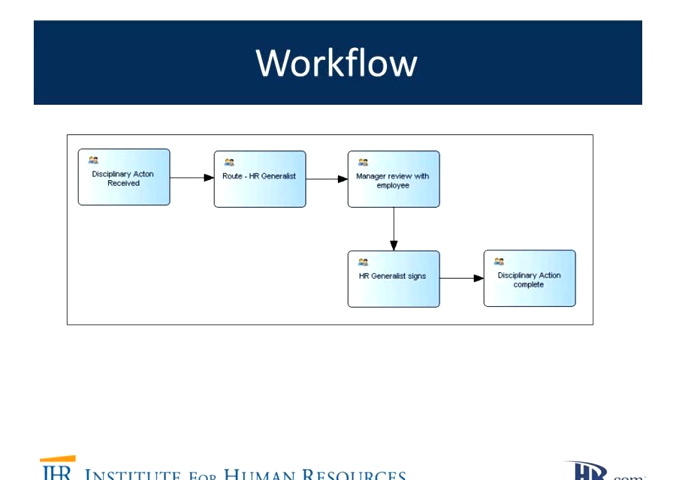 Workflow
Disciplinary Acton
Received
Route - HR Generalist
Manager review with
employee
HR Generalist signs
Disciplinary Action
complete
IHR INSTITUTE FOR HUMAN RESOURCES
HR.com